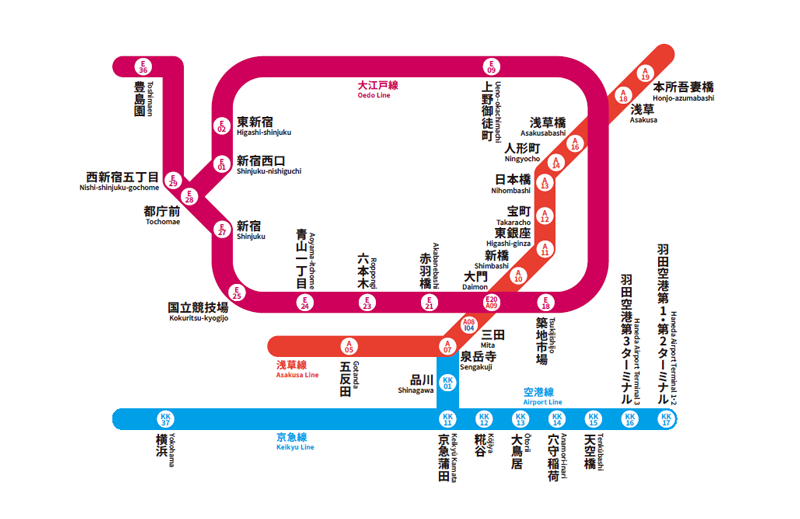 E
36
豊島園
Toshimaen
大江戸線
Oedo Line
E
09
上野御徒町
Ueno-okachimachi
A
19
本所吾妻橋
Honjo-azumabashi
A
18
浅草
Asakusa
E
02
東新宿
Higashi-shinjuku
浅草橋
Asakusabashi
A
16
人形町
Ningyocho
A
14
E
01
新宿西口
Shinjuku-nishiguchi
西新宿五丁目
Nishi-shinjuku-gochome
E
29
E
28
都庁前
Tochomae
日本橋
Nihombashi
A
13
宝町
Takaracho
A
12
E
27
新宿
Shinjuku
東銀座
Higashi-ginza
A
11
新橋
Shimbashi
A
10
大門
Daimon
E20
A09
E
25
国立競技場
Kokuritsu-kyogijo
青山一丁目
Aoyama-itchome
E
24
六本木
Roppongi
E
23
赤羽橋
Akabanebashi
E
21
E
18
築地市場
Tsukijishijo
A08
I04
三田
Mita
A
07
泉岳寺
Sengakuji
A
05
五反田
Gotanda
浅草線
Asakusa Line
品川
Shinagawa
KK
01
空港線
Airport Line
羽田空港第3ターミナル
Haneda Airport Terminal 3
羽田空港第1・第2ターミナル
Haneda Airport Terminal 1・2
KK
37
横浜
Yokohama
京急線
Keikyu Line
KK
11
京急蒲田
Keikyū Kamata
KK
12
糀谷
Kōjiya
KK
13
大鳥居
Ōtorii
KK
14
穴守稲荷
Anamori-inari
KK
15
天空橋
Tenkūbashi
KK
16
KK
17